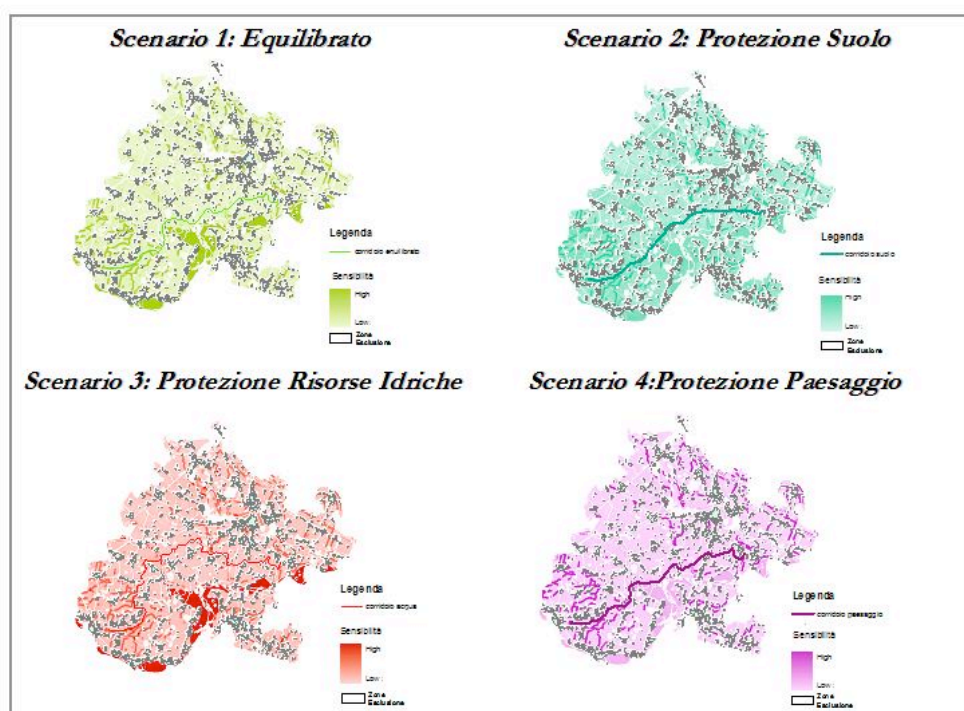 Scenario 1: Equilibrato
Legenda
corridoio equilibrato
Sensibilità
High
Low :
Zone
Esclusione
Scenario 2: Protezione Suolo
Legenda
corridoio suolo
Sensibilità
High
Low :
Zone
Esclusione
Scenario 3: Protezione Risorse Idriche
Legenda
corridoio acqua
Sensibilità
High
Low :
Zone
Esclusione
Scenario 4:Protezione Paesaggio
Legenda
corridoio paesaggio
Sensibilità
High
Low :
Zone
Esclusione